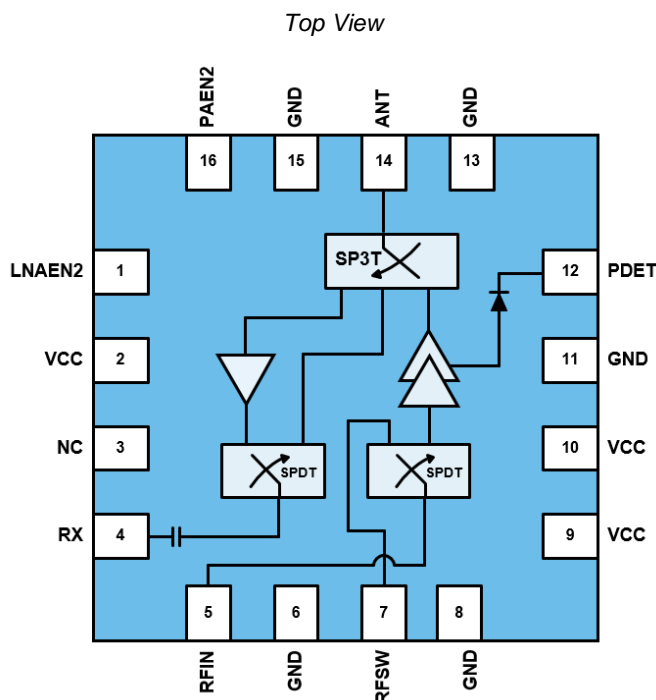 Top View
PAEN2
GND
ANT
GND
16
15
14
13
SP3T
LNAEN2
1
12
PDET
VCC
2
11
GND
NC
3
10
VCC
SPDT
SPDT
RX
4
9
VCC
5
6
7
8
RFIN
GND
RFSW
GND